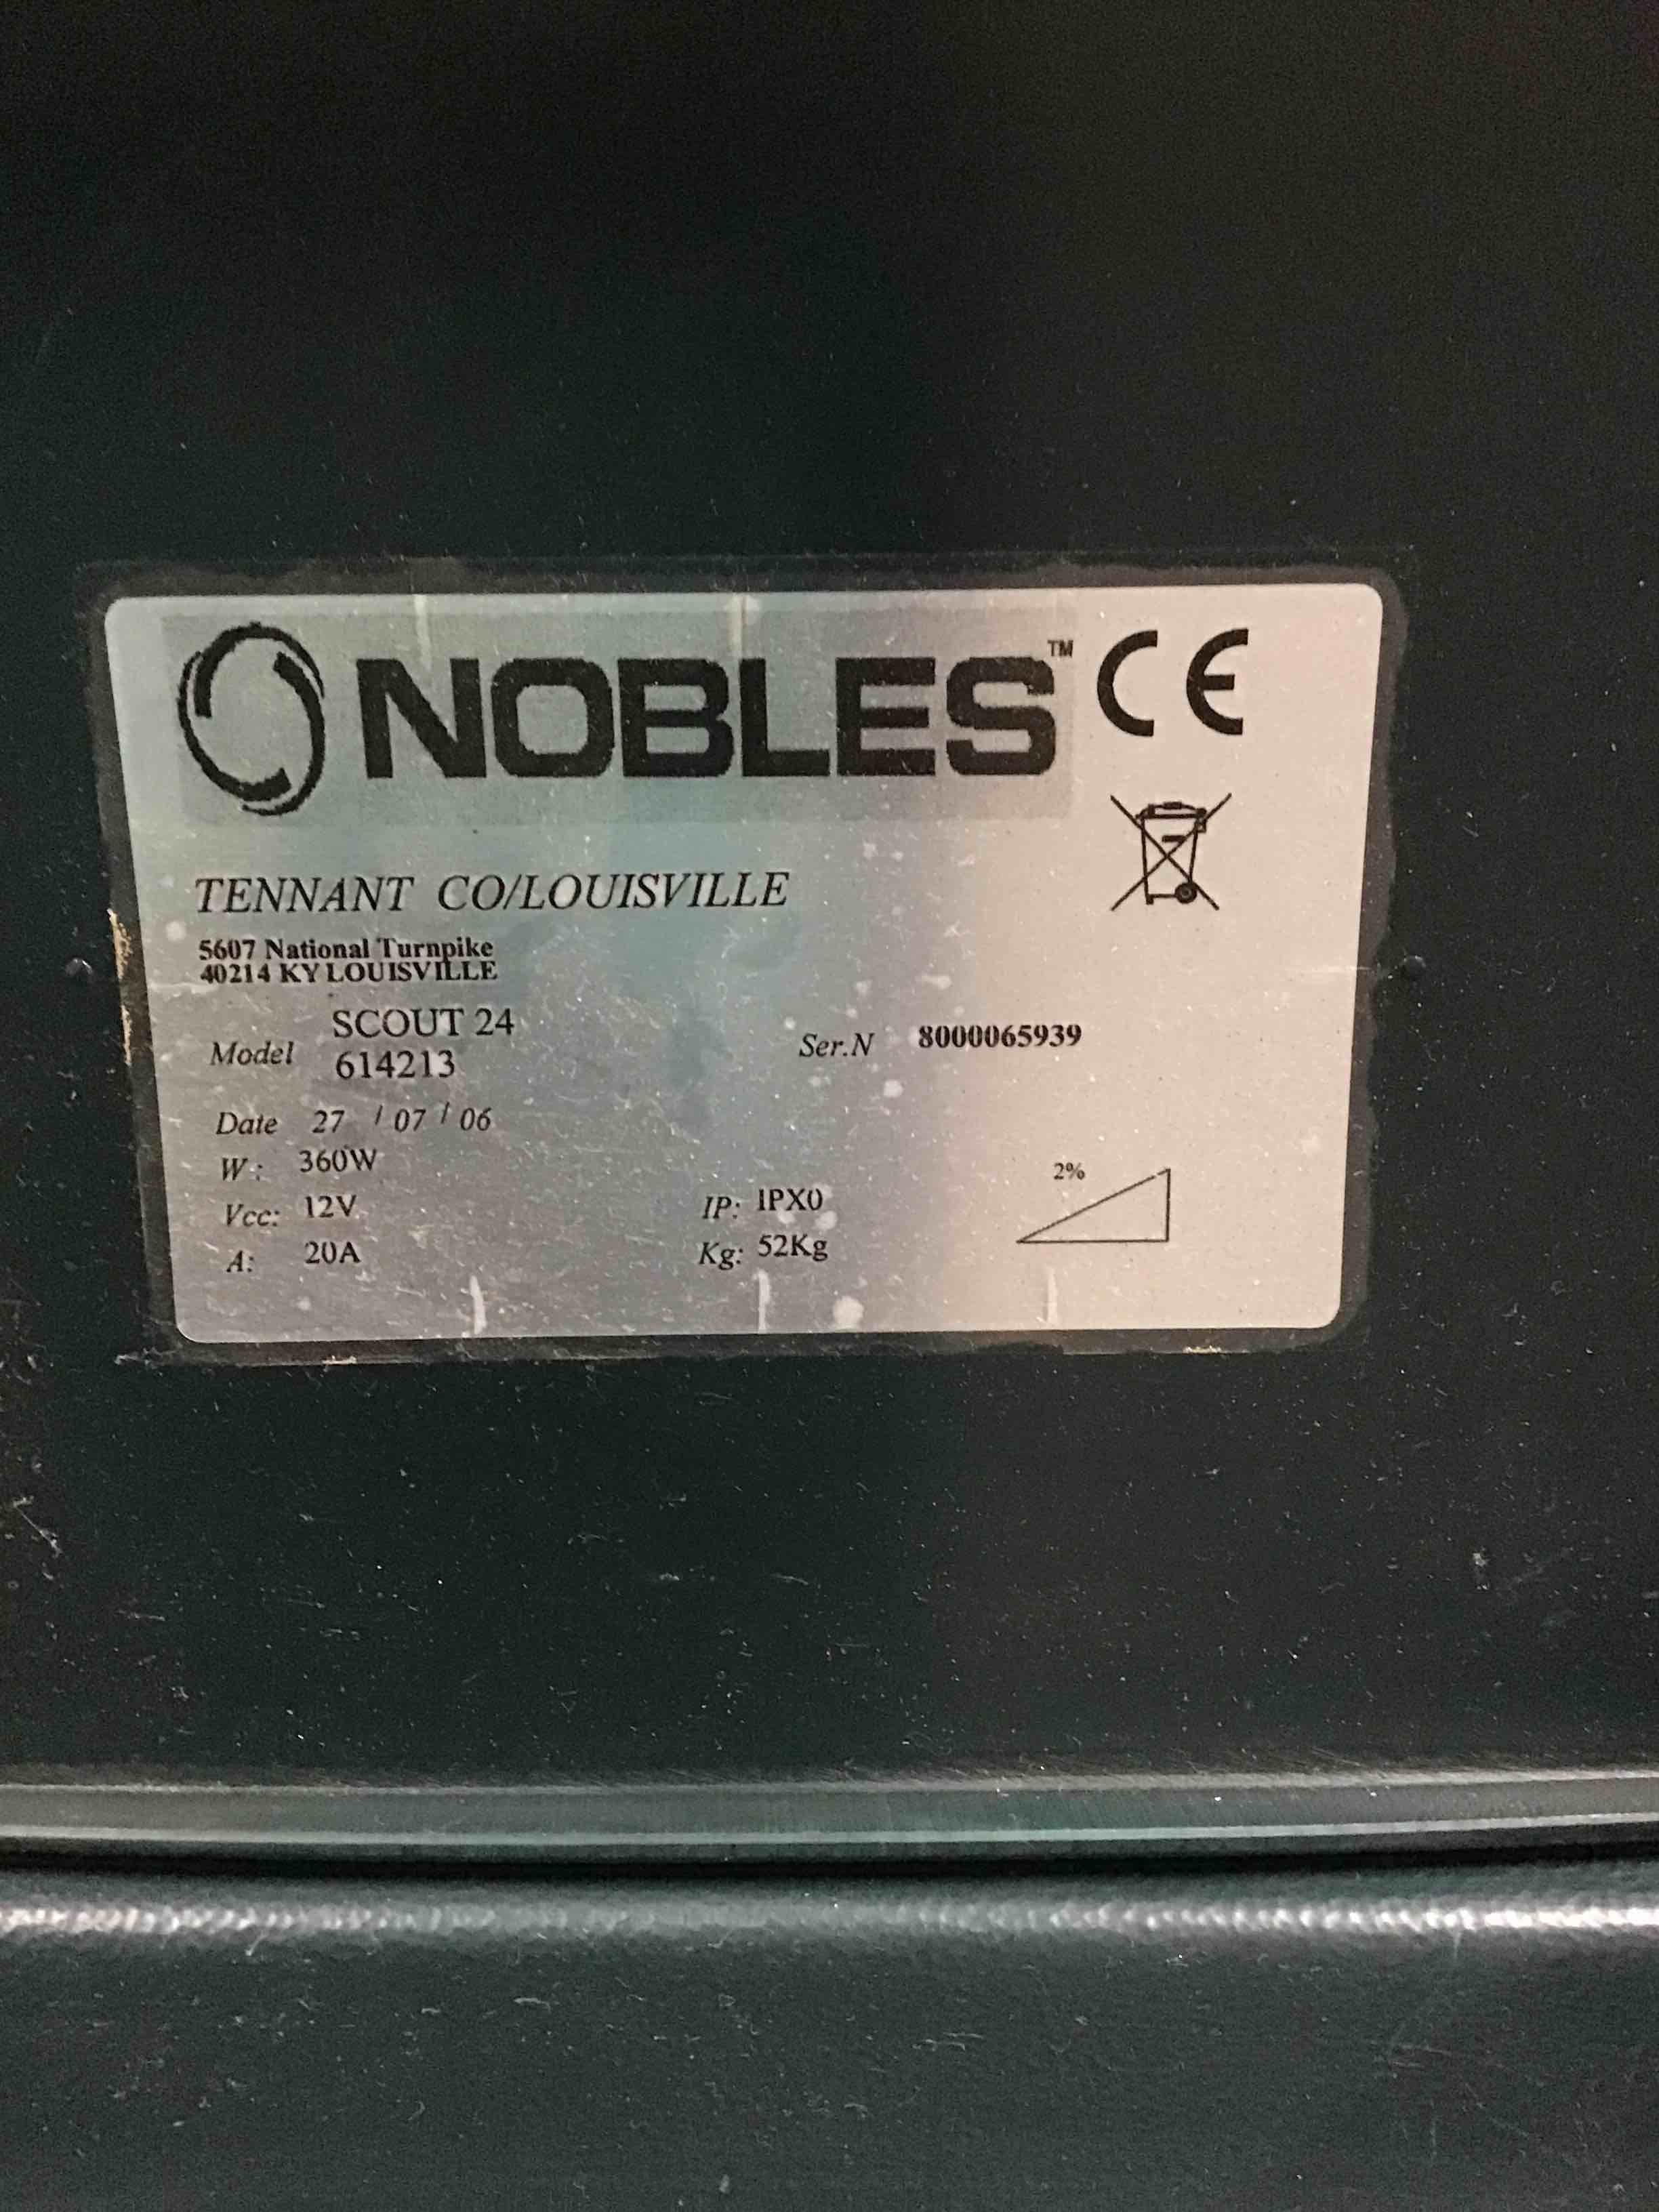 NOBLES™ CE
TENNANT CO/LOUISVILLE
5607 National Turnpike
40214 KY LOUISVILLE
Model SCOUT 24
614213
Ser.N 8000065939
Date 27 / 07 / 06
W: 360W
Vcc: 12V
A: 20A
IP: IPX0
Kg: 52Kg
2%